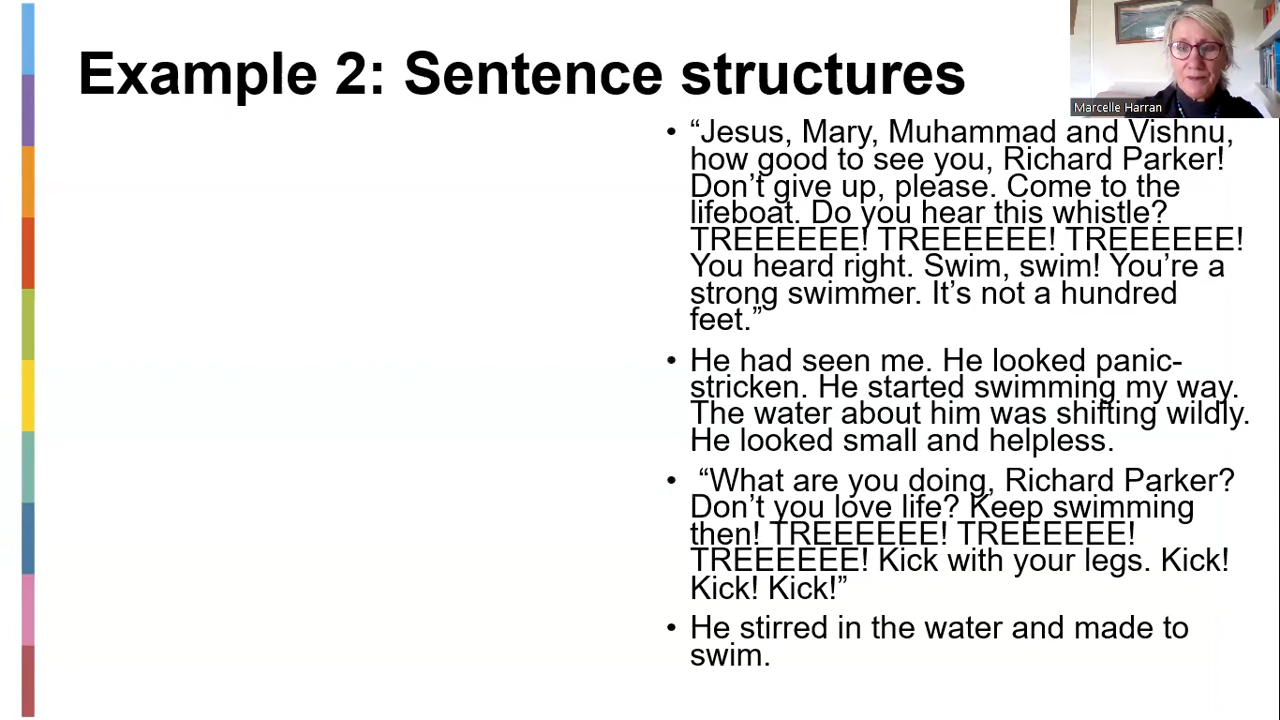 Example 2: Sentence structures
Marcelle Harran
• “Jesus, Mary, Muhammad and Vishnu,
how good to see you, Richard Parker!
Don’t give up, please. Come to the
lifeboat. Do you hear this whistle?
TREEEEEE! TREEEEEE! TREEEEEE!
You heard right. Swim, swim! You’re a
strong swimmer. It’s not a hundred
feet.”
• He had seen me. He looked panic-
stricken. He started swimming my way.
The water about him was shifting wildly.
He looked small and helpless.
• “What are you doing, Richard Parker?
Don’t you love life? Keep swimming
then! TREEEEEE! TREEEEEE!
TREEEEEE! Kick with your legs. Kick!
Kick! Kick!”
• He stirred in the water and made to
swim.